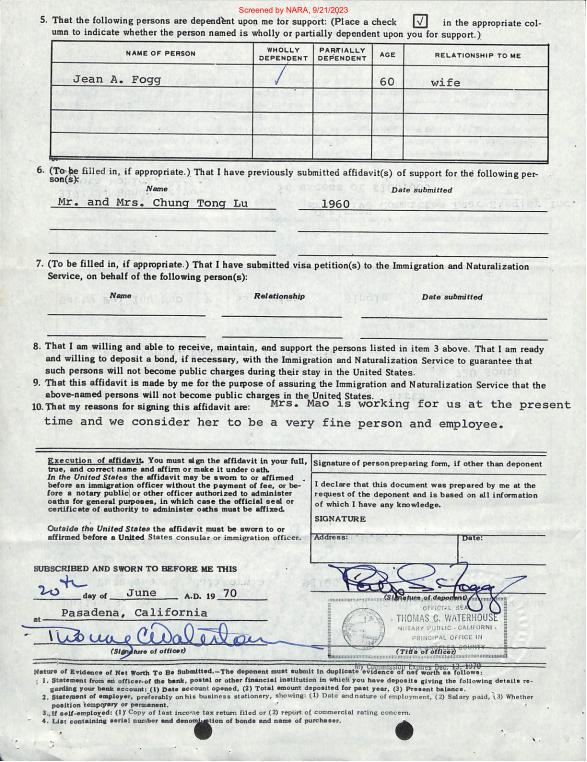 Screened by NARA, 9/21/2023
5. That the following persons are dependent upon me for support: (Place a check √ in the appropriate col-
umn to indicate whether the person named is wholly or partially dependent upon you for support.)
NAME OF PERSON WHOLLY DEPENDENT PARTIALLY DEPENDENT AGE RELATIONSHIP TO ME
Jean A. Fogg ✓ 60 wife
6. (To be filled in, if appropriate.) That I have previously submitted affidavit(s) of support for the following per-
son(s):
Name Date submitted
Mr. and Mrs. Chung Tong Lu 1960
7. (To be filled in, if appropriate.) That I have submitted visa petition(s) to the Immigration and Naturalization
Service, on behalf of the following person(s):
Name Relationship Date submitted
8. That I am willing and able to receive, maintain, and support the persons listed in item 3 above. That I am ready
and willing to deposit a bond, if necessary, with the Immigration and Naturalization Service to guarantee that
such persons will not become public charges during their stay in the United States.
9. That this affidavit is made by me for the purpose of assuring the Immigration and Naturalization Service that the
above-named persons will not become public charges in the United States.
10. That my reasons for signing this affidavit are: Mrs. Mao is working for us at the present
time and we consider her to be a very fine person and employee.
Execution of affidavit. You must sign the affidavit in your full,
true, and correct name and affirm or make it under oath.
In the United States the affidavit may be sworn or affirmed
before an immigration officer without the payment of fee, or be-
fore a notary public or other officer authorized to administer
oaths for general purposes, in which case the official seal or
certificate of authority to administer oaths must be affixed.
Outside the United States the affidavit must be sworn to or
affirmed before a United States consular or immigration officer.
Signature of person preparing form, if other than deponent
I declare that this document was prepared by me at the
request of the deponent and is based on all information
of which I have any knowledge.
SIGNATURE
Address: Date:
SUBSCRIBED AND SWORN TO BEFORE ME THIS
20th day of June A.D. 19 70
at Pasadena, California
Thomas C Waterhouse
(Signature of officer)
(Signature of deponent)
OFFICIAL SEAL
THOMAS C. WATERHOUSE
NOTARY PUBLIC - CALIFORNIA
PRINCIPAL OFFICE IN
COUNTY
(Title of officer)
My Commission Expires Dec. 12, 1970
Nature of Evidence of Net Worth To Be Submitted.—The deponent must submit in duplicate evidence of net worth as follows:
1. Statement from an officer of the bank, postal or other financial institution in which you have deposits giving the following details re-
garding your bank account: (1) Date account opened, (2) Total amount deposited for past year, (3) Present balance.
2. Statement of employer, preferably on his business stationery, showing: (1) Date and nature of employment, (2) Salary paid, (3) Whether
position temporary or permanent.
3. If self-employed: (1) Copy of last income tax return filed or (2) report of commercial rating concern.
4. List containing serial number and denomination of bonds and name of purchaser.